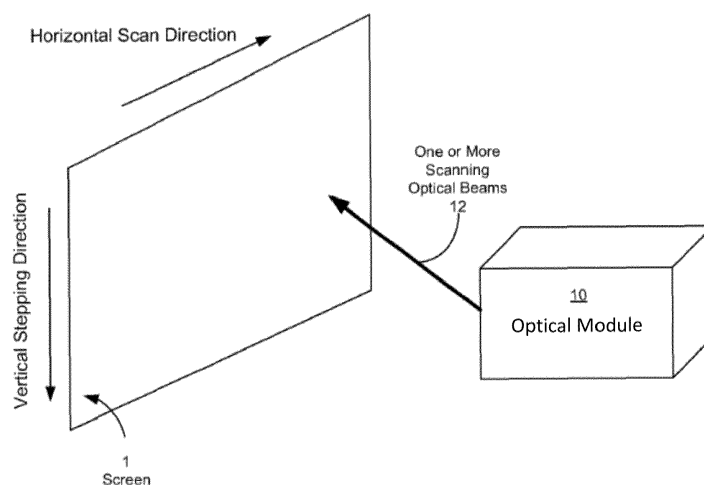 Horizontal Scan Direction
One or More
Scanning
Optical Beams
12
Vertical Stepping Direction
10
Optical Module
1
Screen